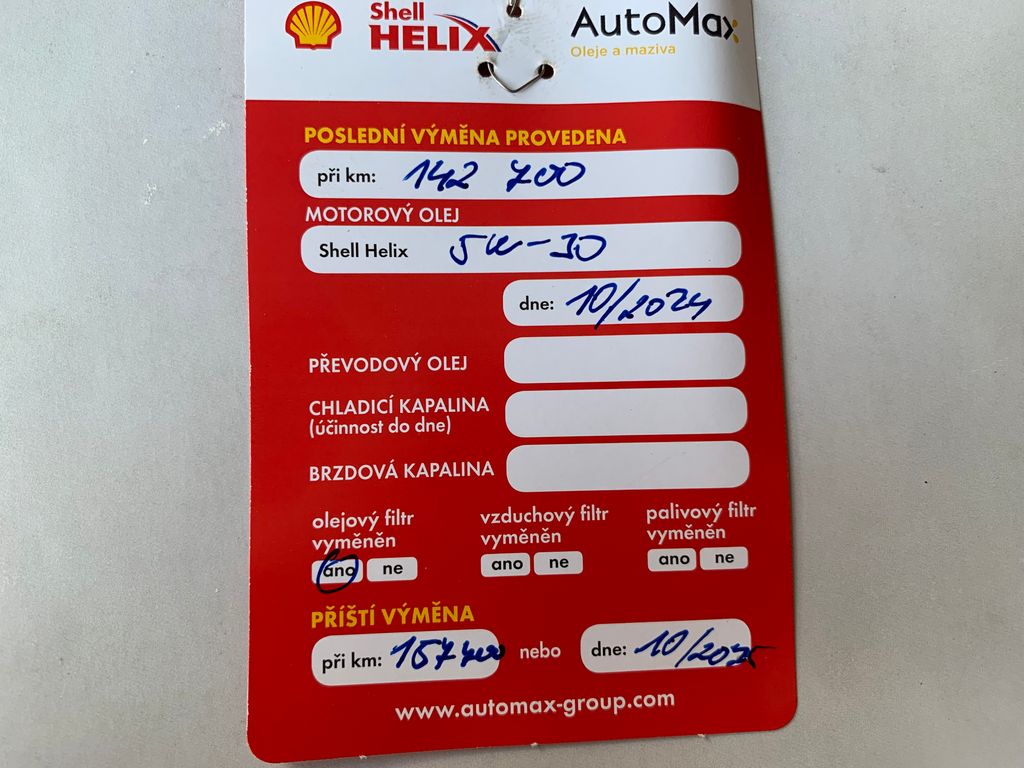 Shell
HELIX
AutoMax
Oleje a maziva
POSLEDNÍ VÝMĚNA PROVEDENA
při km: 142 700
MOTOROVÝ OLEJ
Shell Helix 5W-30
dne: 10/2024
PŘEVODOVÝ OLEJ
CHLADICÍ KAPALINA
(účinnost do dne)
BRZDOVÁ KAPALINA
olejový filtr
vyměněn
ano ne
vzduchový filtr
vyměněn
ano ne
palivový filtr
vyměněn
ano ne
PŘÍŠTÍ VÝMĚNA
při km: 157 700 nebo dne: 10/2025
www.automax-group.com